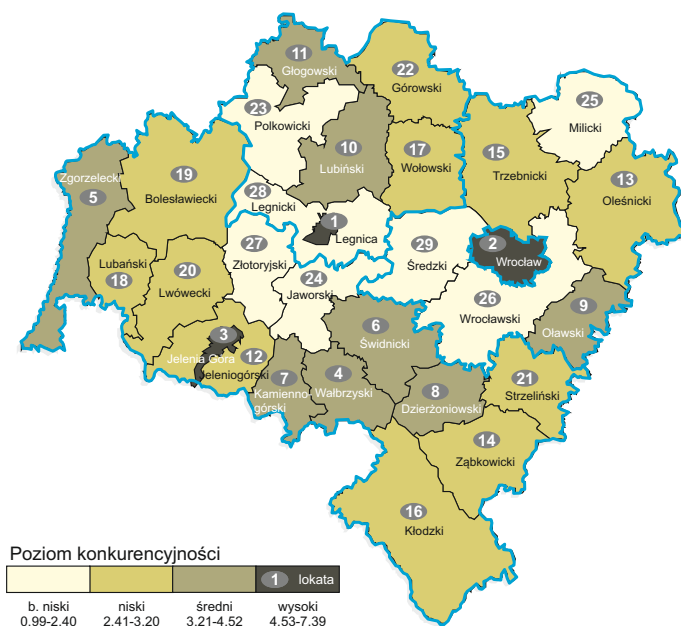 11
Głogowski
22
Górowski
23
Polkowicki
25
Milicki
10
Lubiński
17
Wołowski
15
Trzebnicki
13
Oleśnicki
Zgorzelecki
5
19
Bolesławiecki
28
Legnicki
1
Legnica
27
Złotoryjski
29
Średzki
2
Wrocław
Lubański
18
20
Lwówecki
24
Jaworski
26
Wrocławski
9
Oławski
3
Jelenia Góra
12
Jeleniogórski
6
Świdnicki
7
Kamienno-
górski
4
Wałbrzyski
8
Dzierżoniowski
21
Strzeliński
14
Ząbkowicki
16
Kłodzki
Poziom konkurencyjności
1 lokata
b. niski niski średni wysoki
0.99-2.40 2.41-3.20 3.21-4.52 4.53-7.39